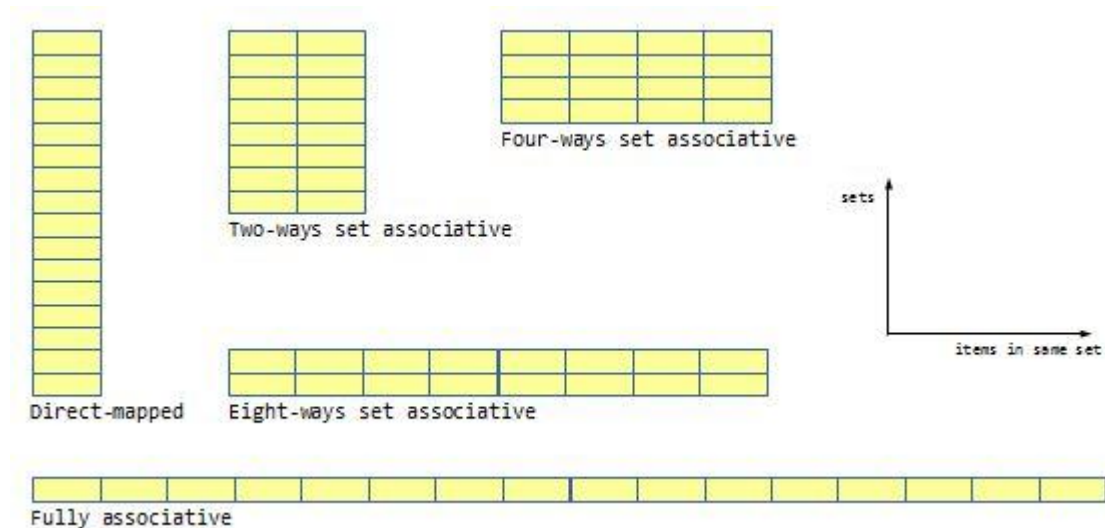 Four-ways set associative
sets
Two-ways set associative
items in same set
Direct-mapped
Eight-ways set associative
Fully associative